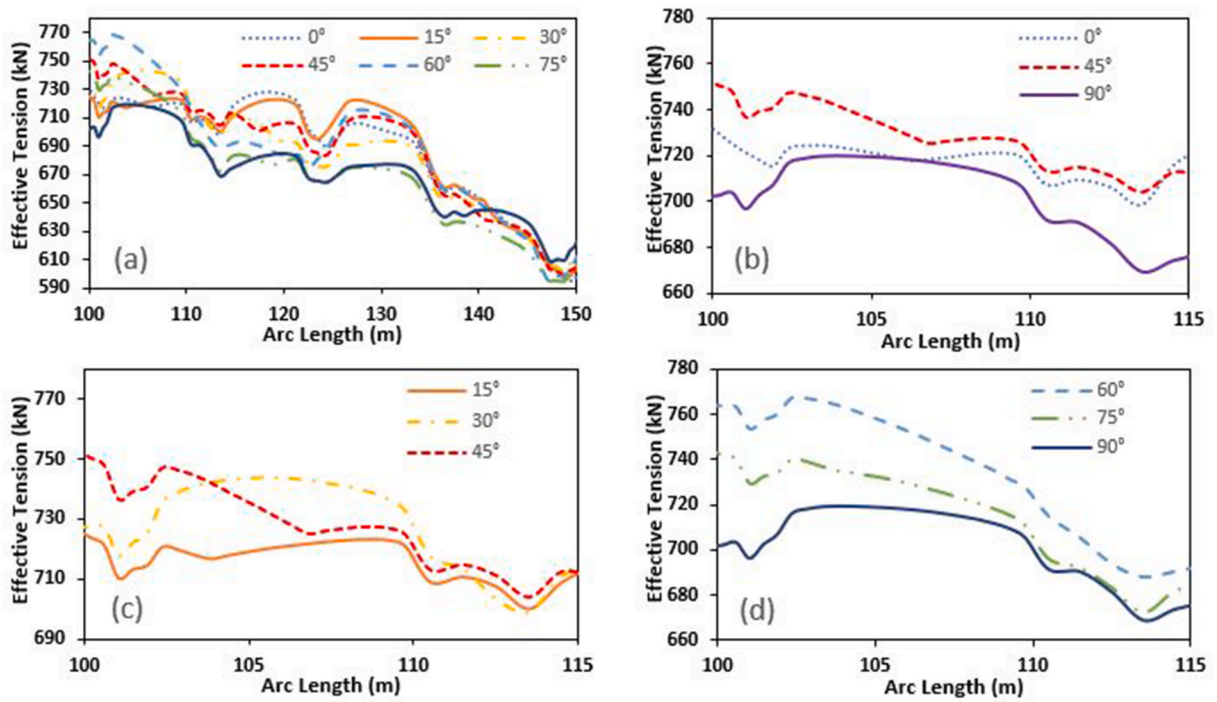 770
750
730
710
690
670
650
630
610
590
Effective Tension (kN)
0° 15° 30°
45° 60° 75°
(a)
100 110 120 130 140 150
Arc Length (m)
780
760
740
720
700
680
660
Effective Tension (kN)
0°
45°
90°
(b)
100 105 110 115
Arc Length (m)
770
750
730
710
690
Effective Tension (kN)
15°
30°
45°
(c)
100 105 110 115
Arc Length (m)
780
760
740
720
700
680
660
Effective Tension (kN)
60°
75°
90°
(d)
100 105 110 115
Arc Length (m)